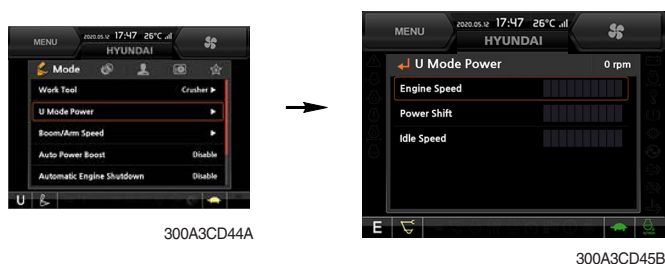 MENU
2020.05.12 17:47 26°C
HYUNDAI
Mode
Work Tool Crusher ▶
U Mode Power ▶
Boom/Arm Speed ▶
Auto Power Boost Disable
Automatic Engine Shutdown Disable
U
300A3CD44A
MENU
2020.05.12 17:47 26°C
HYUNDAI
U Mode Power 0 rpm
Engine Speed
Power Shift
Idle Speed
E
300A3CD45B